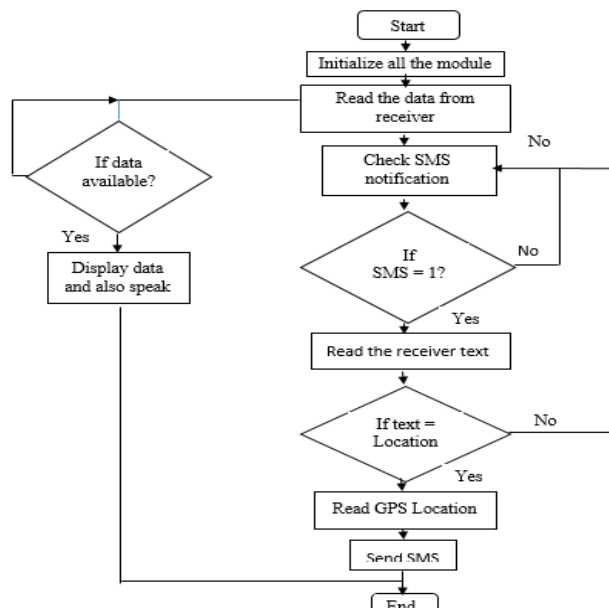 Start
Initialize all the module
Read the data from
receiver
No
Check SMS
notification
If data
available?
Yes
Display data
and also speak
If
SMS = 1?
No
Yes
Read the receiver text
If text =
Location
No
Yes
Read GPS Location
Send SMS
End